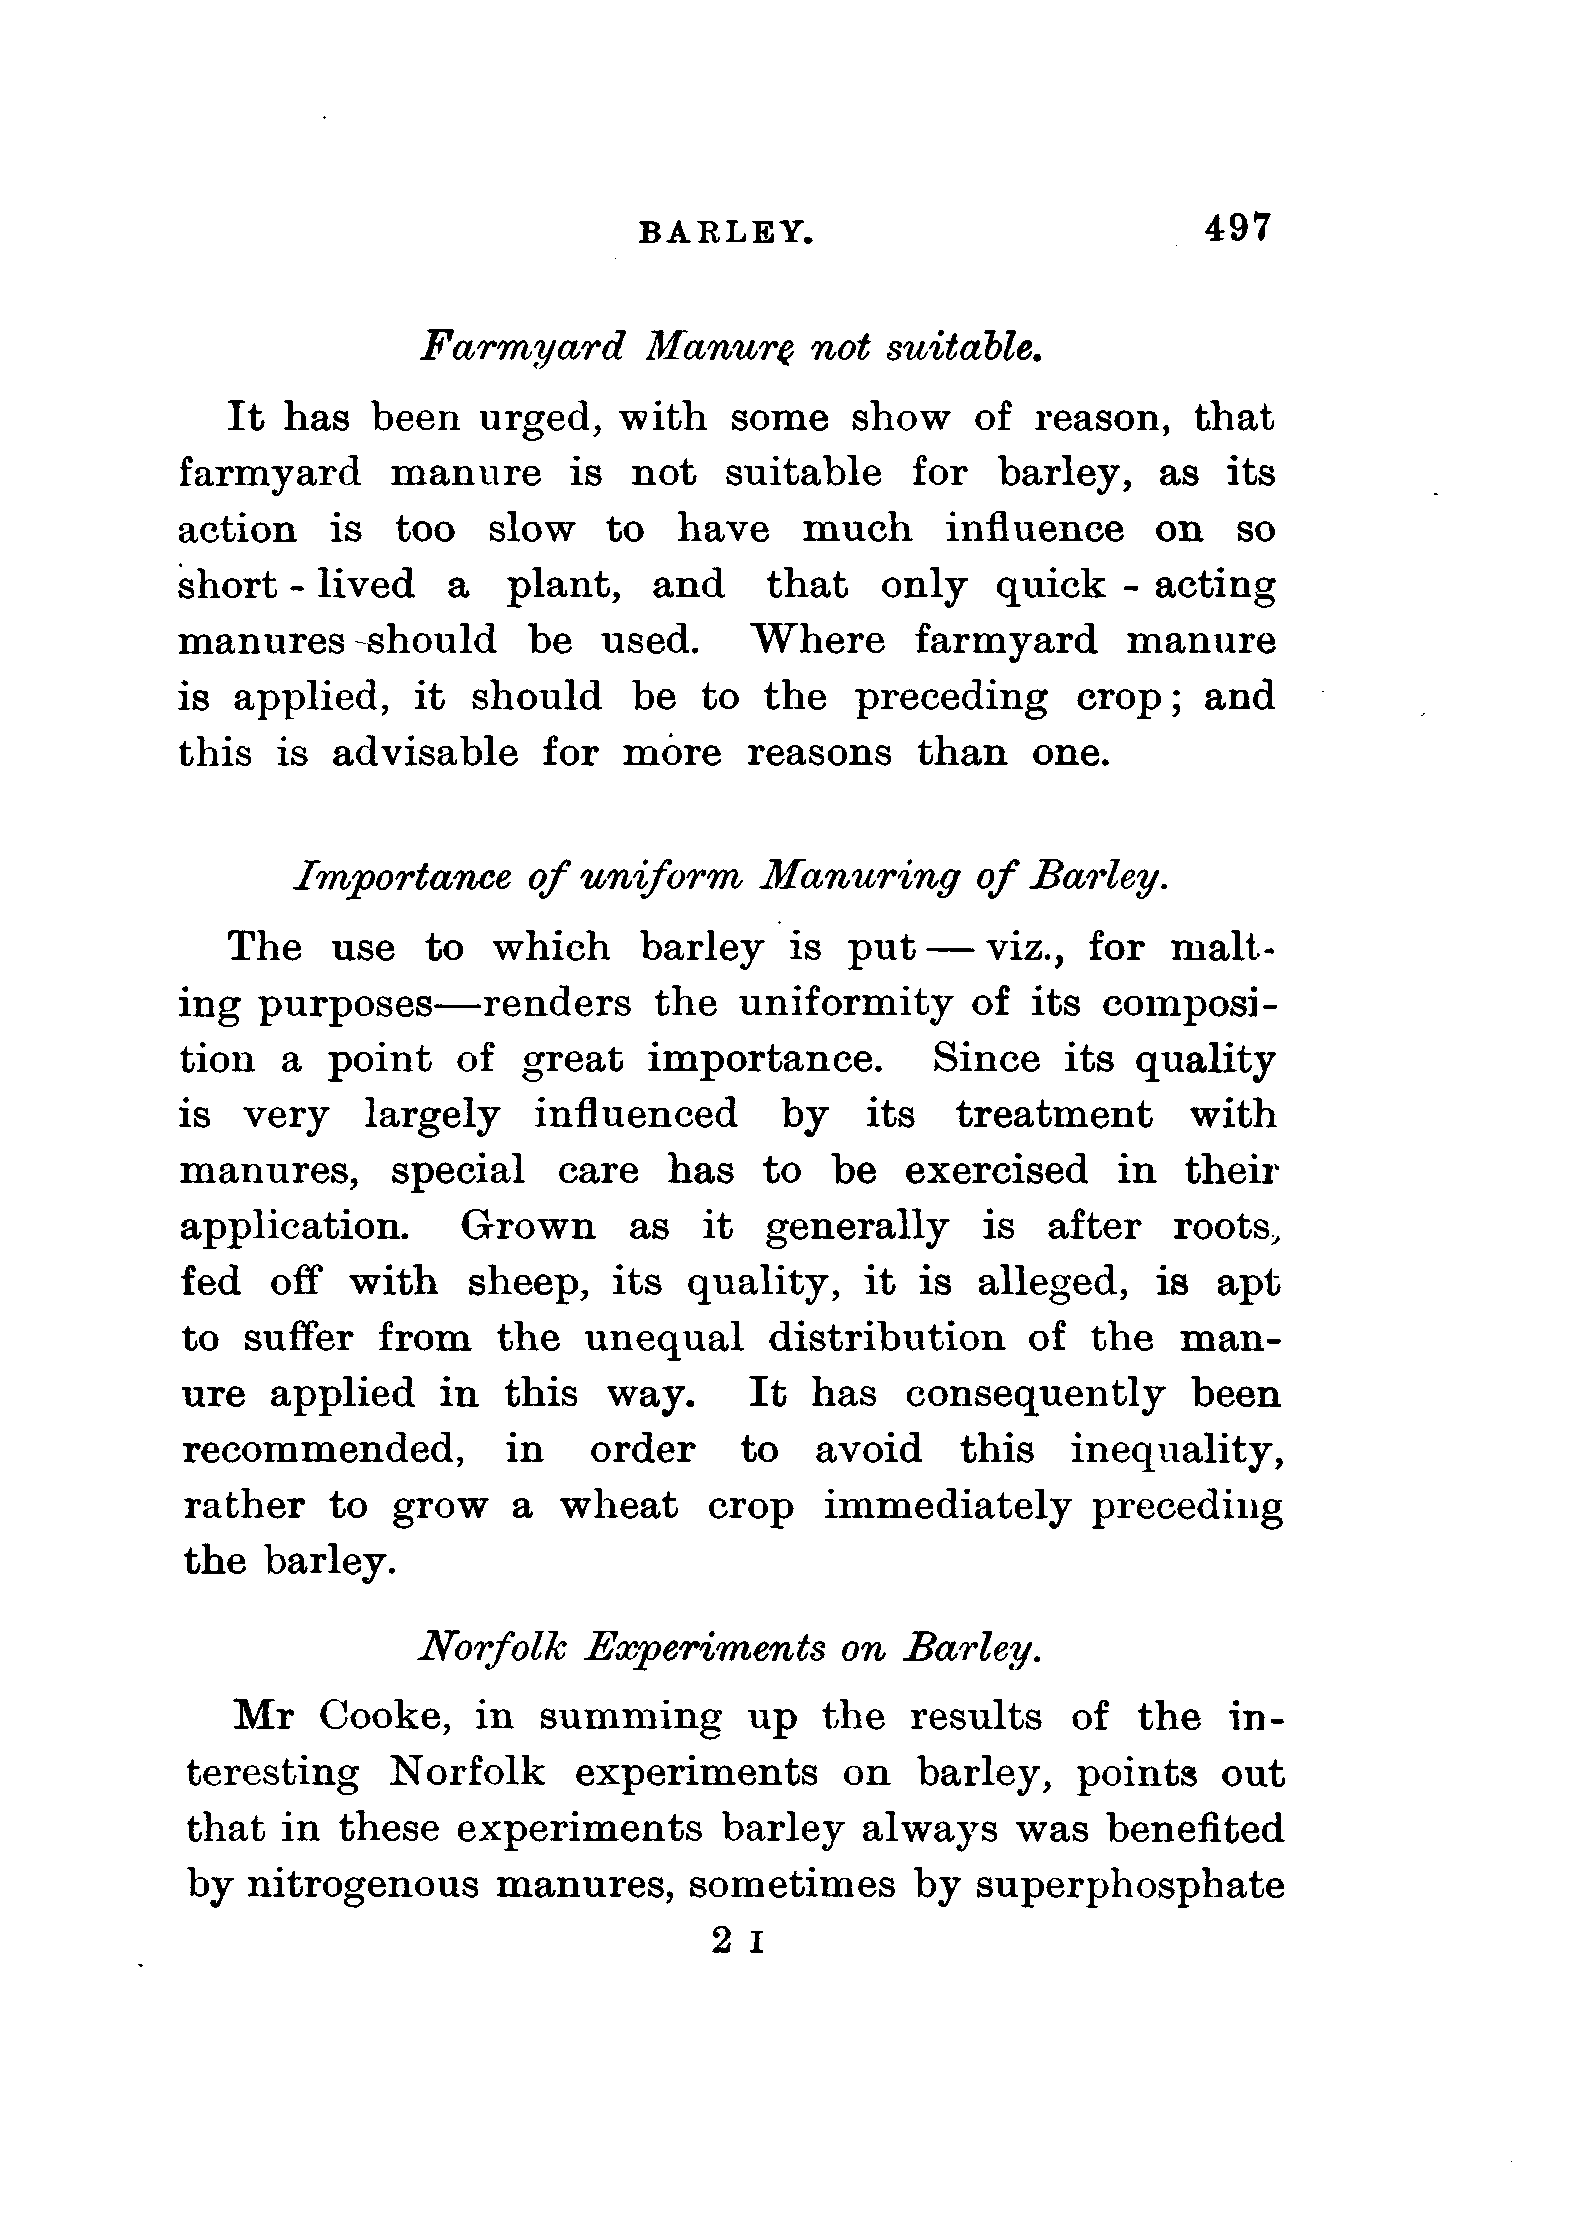 BARLEY. 497
Farmyard Manure not suitable.
It has been urged, with some show of reason, that
farmyard manure is not suitable for barley, as its
action is too slow to have much influence on so
short-lived a plant, and that only quick-acting
manures should be used. Where farmyard manure
is applied, it should be to the preceding crop; and
this is advisable for more reasons than one.
Importance of uniform Manuring of Barley.
The use to which barley is put—viz., for malt-
ing purposes—renders the uniformity of its composi-
tion a point of great importance. Since its quality
is very largely influenced by its treatment with
manures, special care has to be exercised in their
application. Grown as it generally is after roots,
fed off with sheep, its quality, it is alleged, is apt
to suffer from the unequal distribution of the man-
ure applied in this way. It has consequently been
recommended, in order to avoid this inequality,
rather to grow a wheat crop immediately preceding
the barley.
Norfolk Experiments on Barley.
Mr Cooke, in summing up the results of the in-
teresting Norfolk experiments on barley, points out
that in these experiments barley always was benefited
by nitrogenous manures, sometimes by superphosphate
2 I